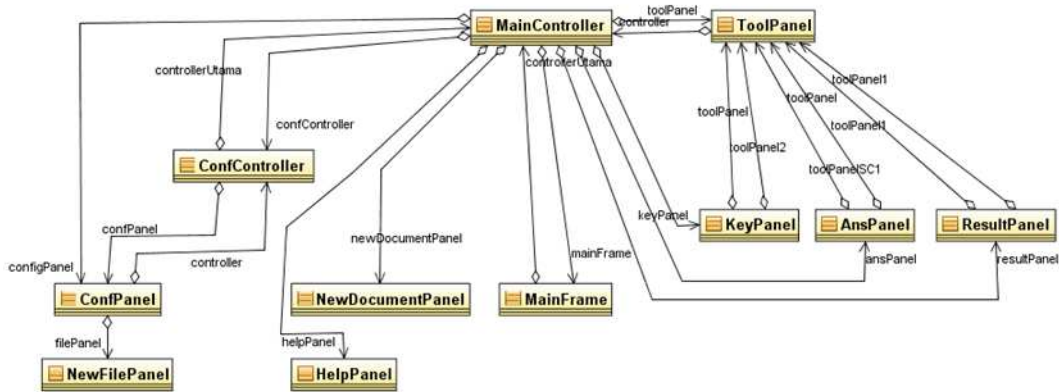 toolPanel
MainController
controller
ToolPanel
controllerUtama
controllerUtama
toolPanel1
toolPanel
toolPanel
confController
toolPanel1
toolPanel2
ConfController
toolPanelSC1
keyPanel
KeyPanel
AnsPanel
ResultPanel
confPanel
newDocumentPanel
mainFrame
ansPanel
resultPanel
controller
configPanel
ConfPanel
NewDocumentPanel
MainFrame
filePanel
helpPanel
NewFilePanel
HelpPanel